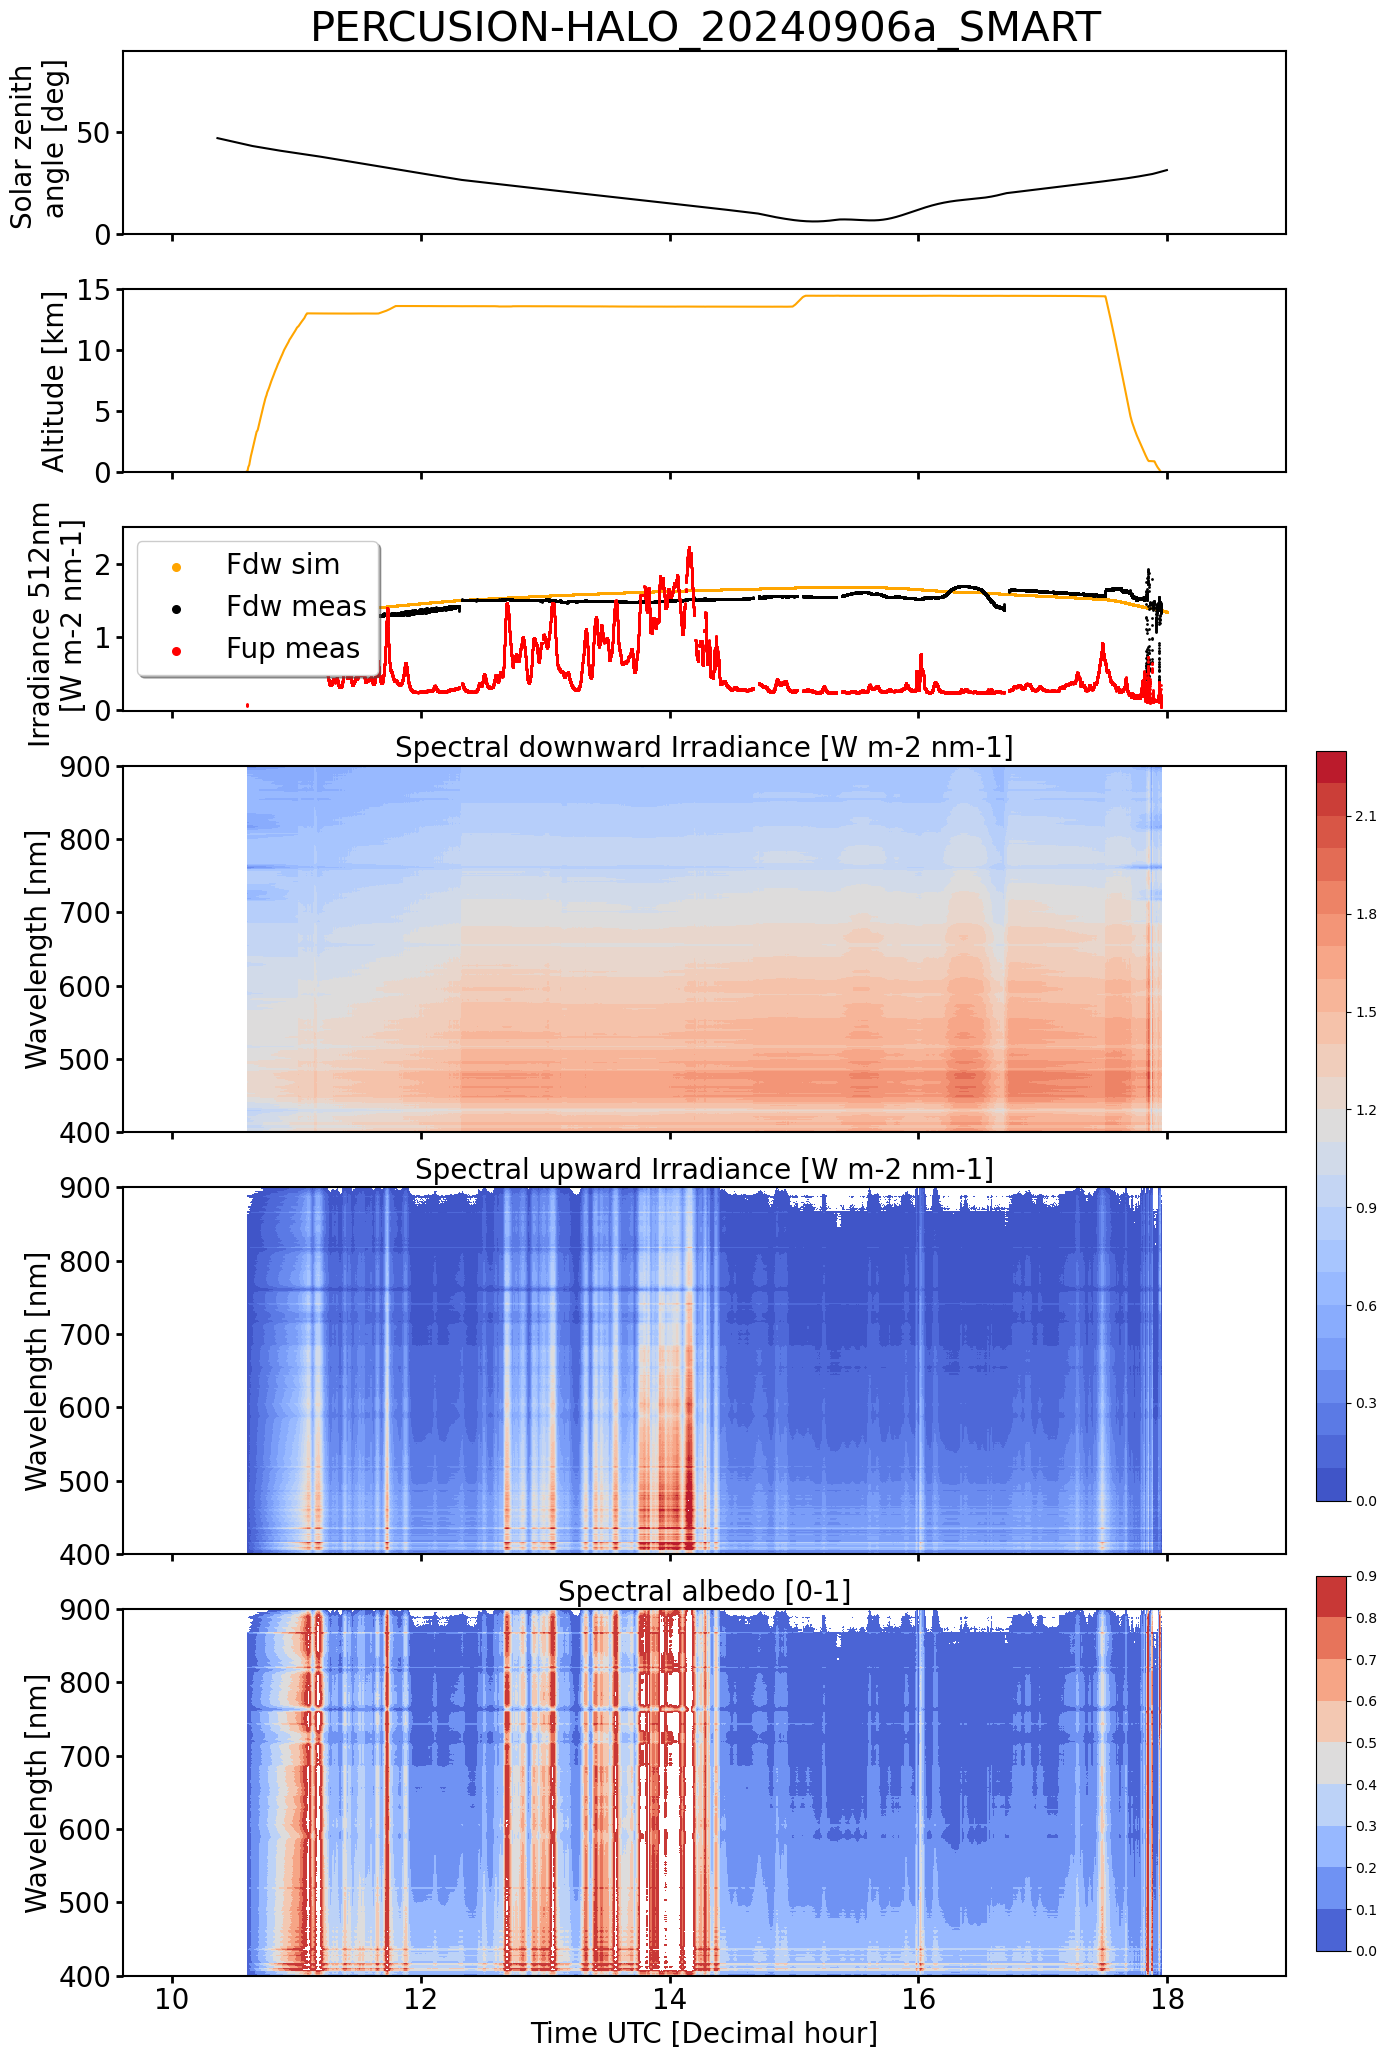 PERCUSION-HALO_20240906a_SMART
Solar zenith
angle [deg]
50
0
Altitude [km]
15
10
5
0
Irradiance 512nm
[W m-2 nm-1]
2
1
0
Fdw sim
Fdw meas
Fup meas
Spectral downward Irradiance [W m-2 nm-1]
Wavelength [nm]
900
800
700
600
500
400
Spectral upward Irradiance [W m-2 nm-1]
Wavelength [nm]
900
800
700
600
500
400
2.1
1.8
1.5
1.2
0.9
0.6
0.3
0.0
Spectral albedo [0-1]
Wavelength [nm]
900
800
700
600
500
400
0.9
0.8
0.7
0.6
0.5
0.4
0.3
0.2
0.1
0.0
10 12 14 16 18
Time UTC [Decimal hour]